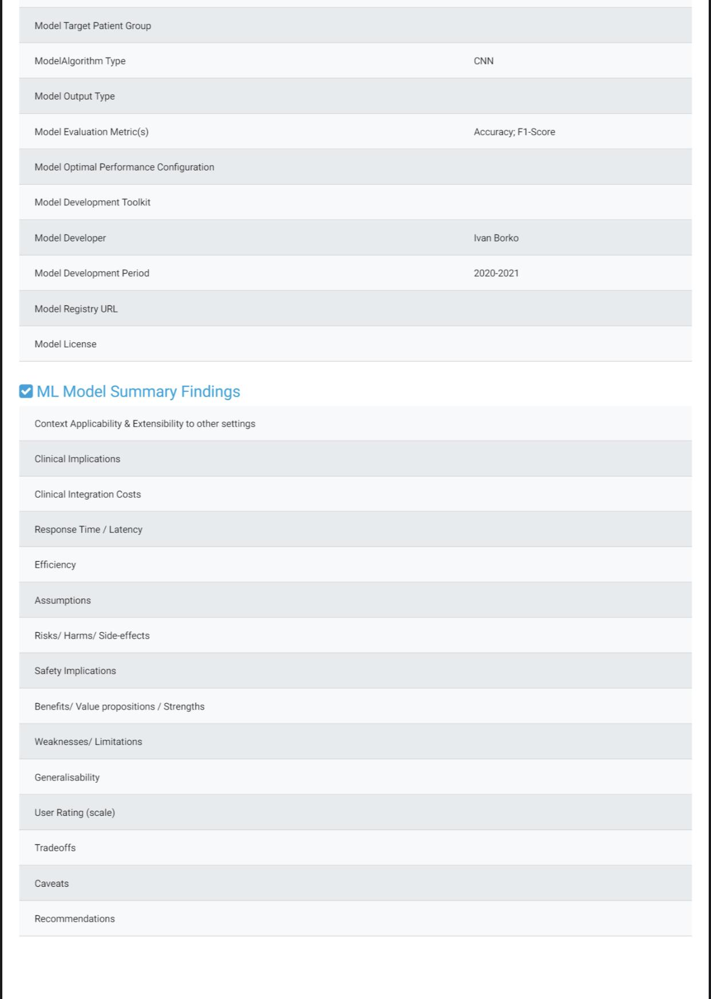 Model Target Patient Group
ModelAlgorithm Type CNN
Model Output Type
Model Evaluation Metric(s) Accuracy; F1-Score
Model Optimal Performance Configuration
Model Development Toolkit
Model Developer Ivan Borko
Model Development Period 2020-2021
Model Registry URL
Model License
ML Model Summary Findings
Context Applicability & Extensibility to other settings
Clinical Implications
Clinical Integration Costs
Response Time / Latency
Efficiency
Assumptions
Risks/ Harms/ Side-effects
Safety Implications
Benefits/ Value propositions / Strengths
Weaknesses/ Limitations
Generalisability
User Rating (scale)
Tradeoffs
Caveats
Recommendations